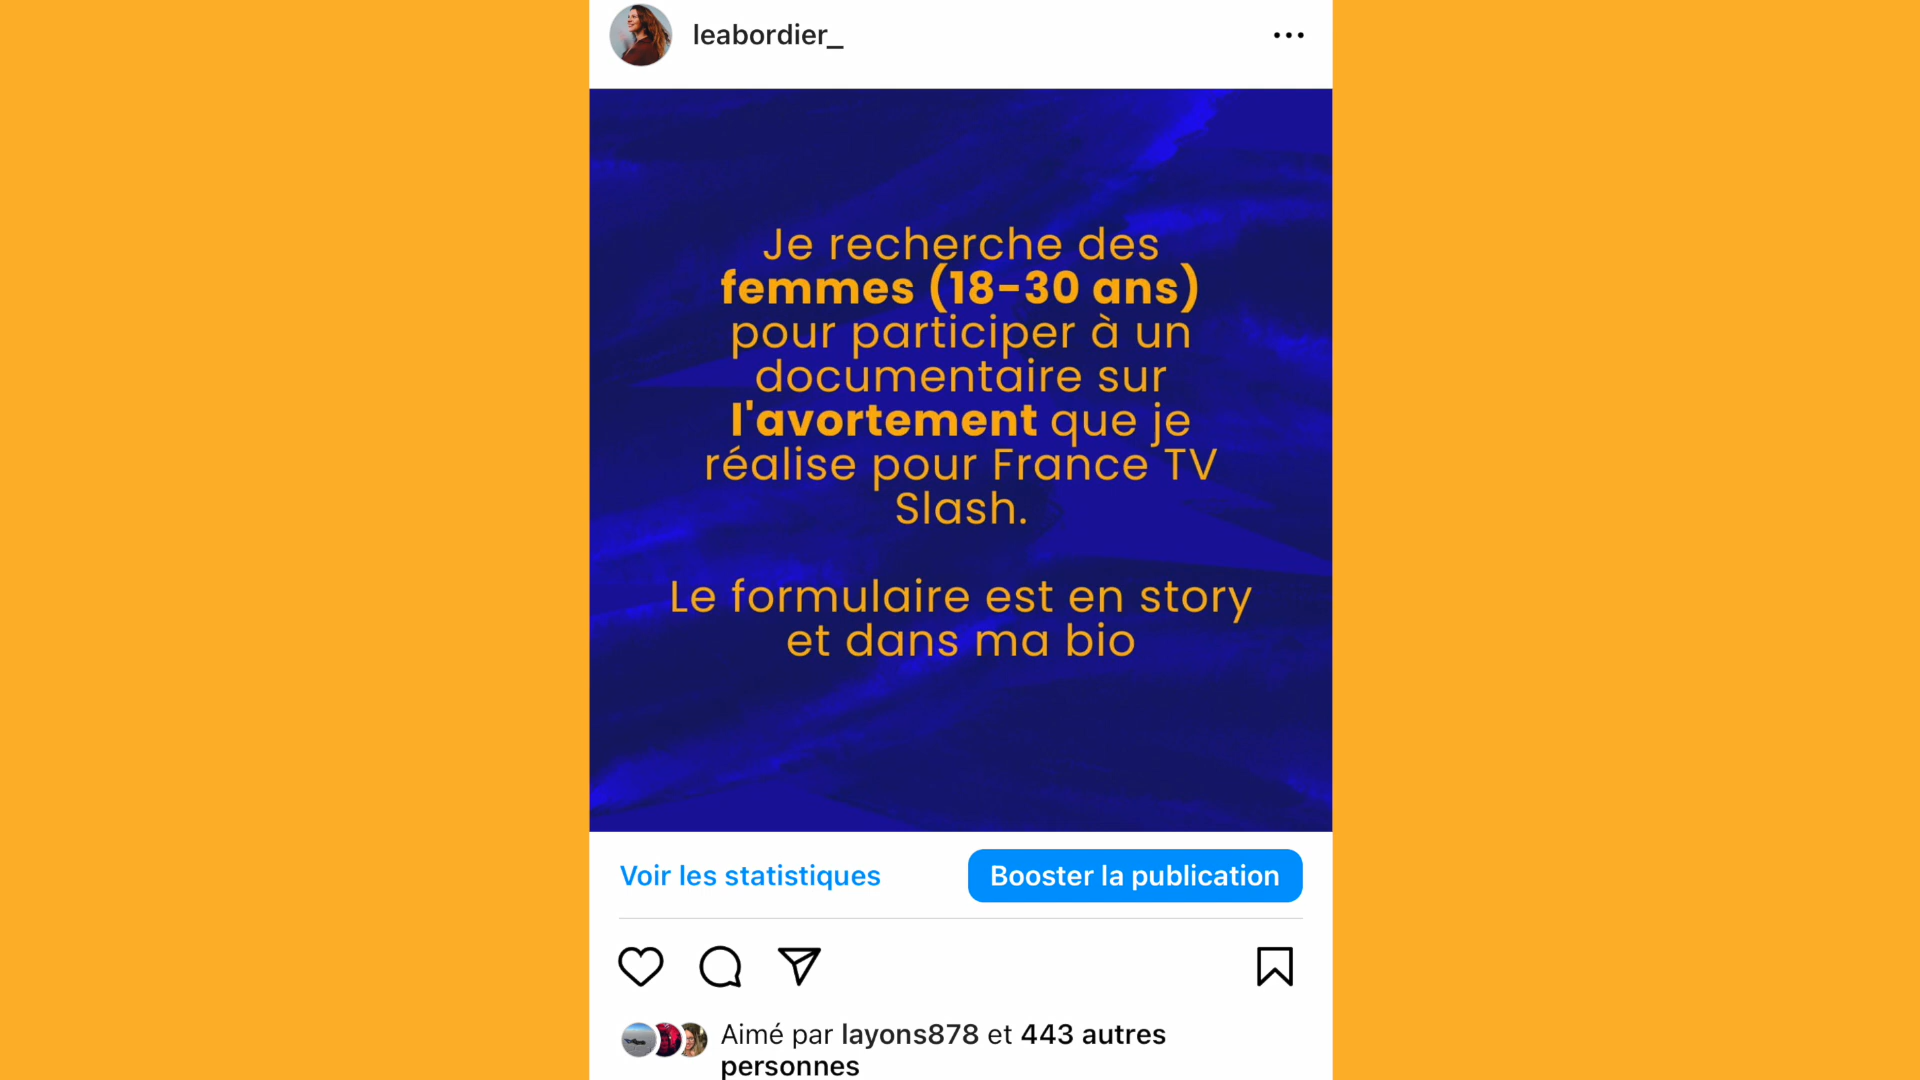 leabordier_
Je recherche des
femmes (18-30 ans)
pour participer à un
documentaire sur
l'avortement que je
réalise pour France TV
Slash.
Le formulaire est en story
et dans ma bio
Voir les statistiques
Booster la publication
Aimé par layons878 et 443 autres
personnes